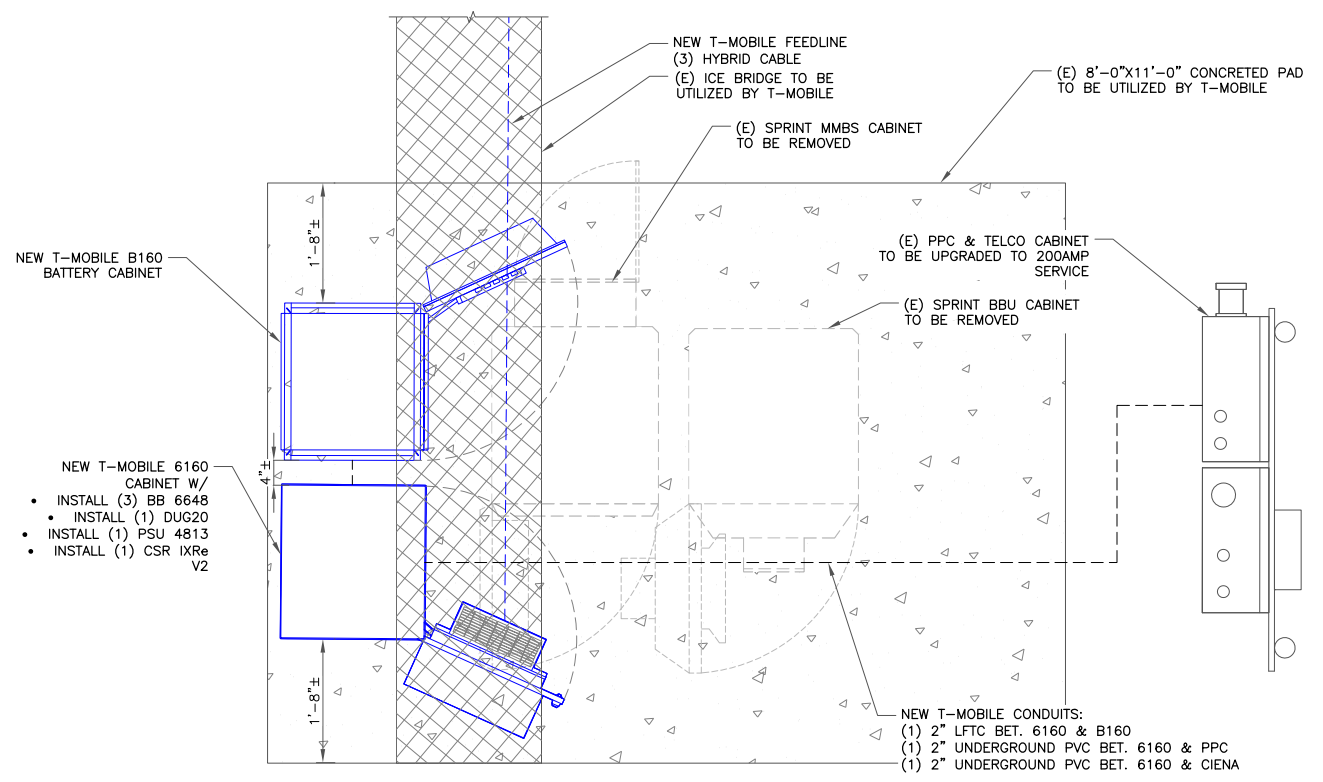 NEW T-MOBILE FEEDLINE
(3) HYBRID CABLE
(E) ICE BRIDGE TO BE
UTILIZED BY T-MOBILE
(E) 8'-0"X11'-0" CONCRETED PAD
TO BE UTILIZED BY T-MOBILE
(E) SPRINT MMBS CABINET
TO BE REMOVED
1'-8"±
NEW T-MOBILE B160
BATTERY CABINET
(E) PPC & TELCO CABINET
TO BE UPGRADED TO 200AMP
SERVICE
(E) SPRINT BBU CABINET
TO BE REMOVED
4"±
NEW T-MOBILE 6160
CABINET W/
• INSTALL (3) BB 6648
• INSTALL (1) DUG20
• INSTALL (1) PSU 4813
• INSTALL (1) CSR IXRe
V2
1'-8"±
NEW T-MOBILE CONDUITS:
(1) 2" LFTC BET. 6160 & B160
(1) 2" UNDERGROUND PVC BET. 6160 & PPC
(1) 2" UNDERGROUND PVC BET. 6160 & CIENA